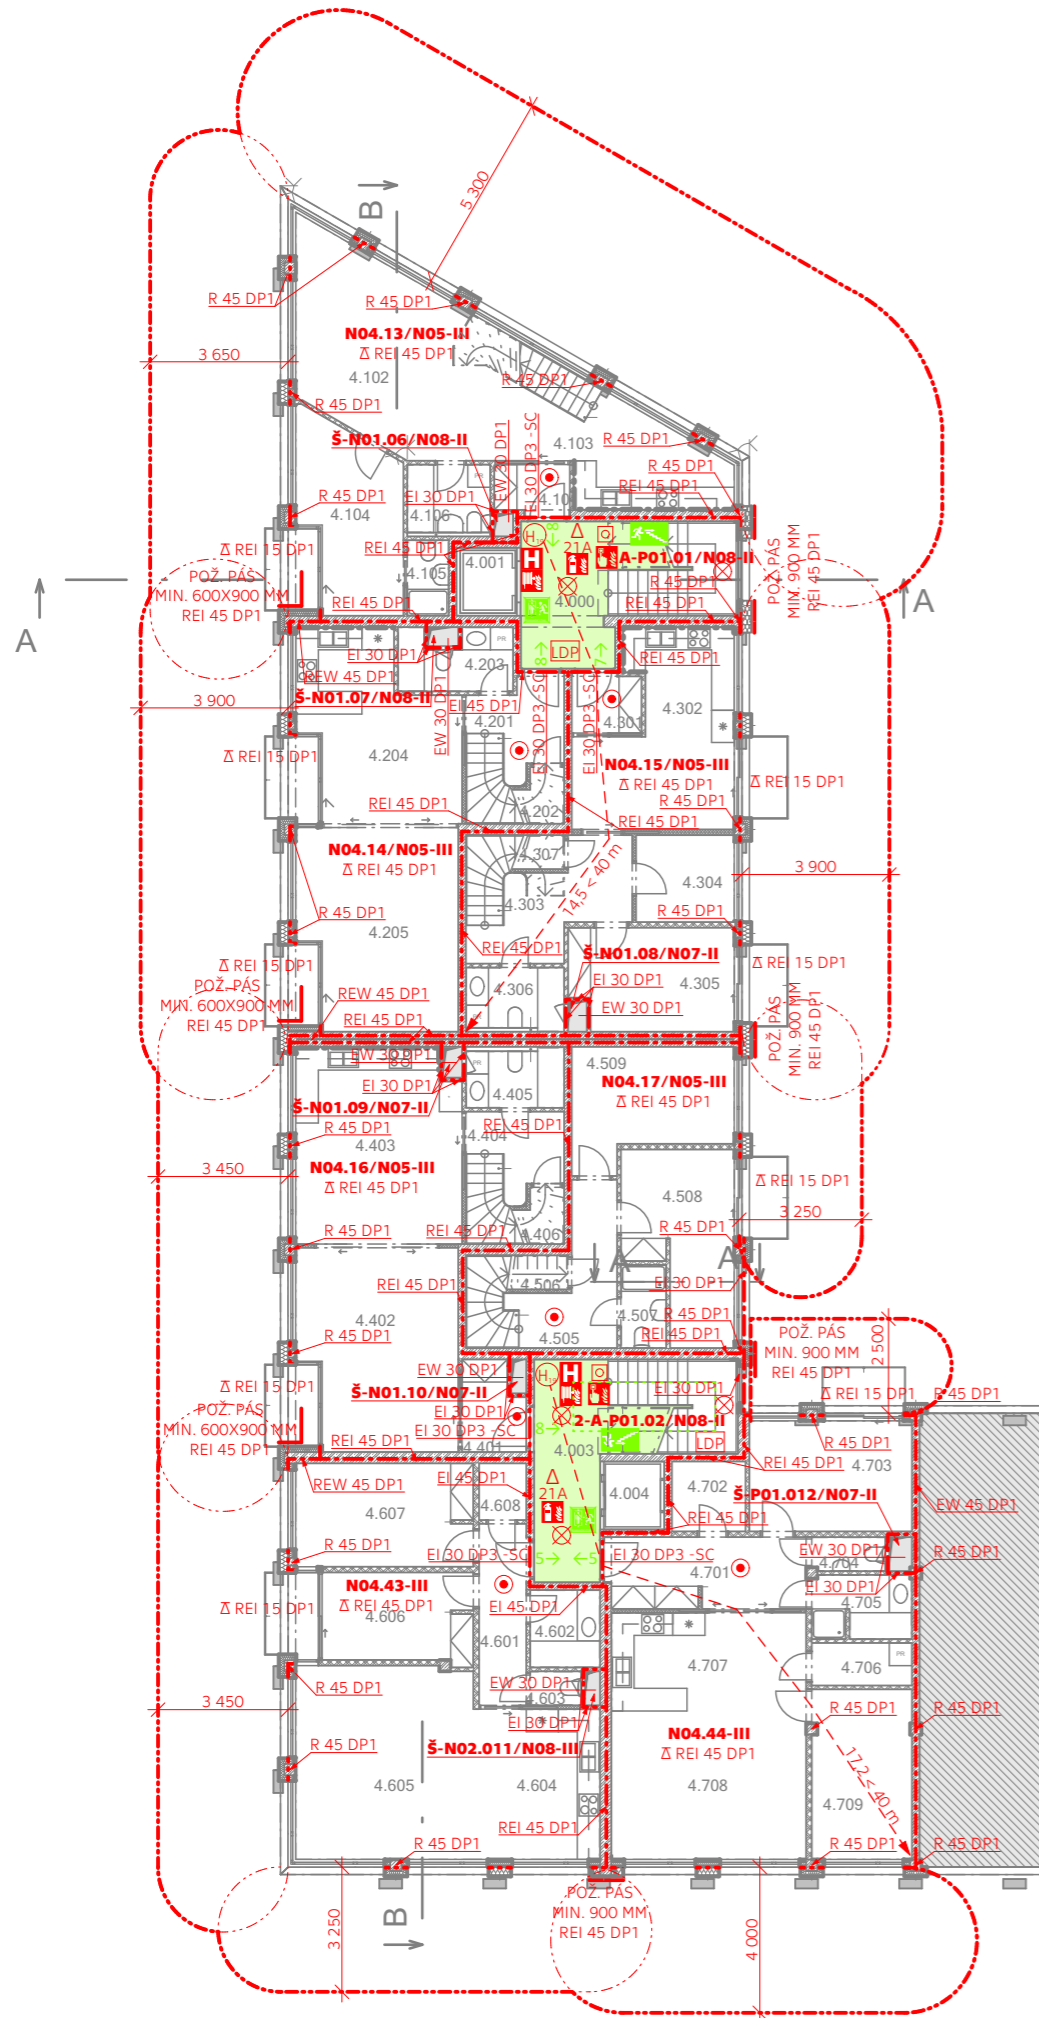 5 300
B
R 45 DP1
R 45 DP1
N04.13/N05-III
REI 45 DP1
3 650
4.102
R 45 DP1
R 45 DP1
Š-N01.06/N08-II
4.103
R 45 DP1
EW 30 DP1
EI 30 DP3 -SC
R 45 DP1
REI 45 DP1
EI 30 DP1
PR
4.10
R 45 DP1
4.104
4.106
H
21A
H
A-P01.01/N08-II
REI 45 DP1
REI 15 DP1
4.001
POŽ. PÁS
MIN. 600X900 MM
REI 45 DP1
4.105
R 45 DP1
POŽ. PÁS
MIN. 900 MM
REI 45 DP1
A
A
4.000
REI 45 DP1
REI 45 DP1
8
8
7
LDP
EI 30 DP1
REW 45 DP1
4.203
PR
REI 45 DP1
Š-N01.07/N08-II
EI 45 DP1
3 900
EW 30 DP1
4.201
EI 30 DP3 -SC
EI 30 DP3 -SC
4.301
4.302
REI 15 DP1
4.204
N04.15/N05-III
REI 45 DP1
REI 15 DP1
R 45 DP1
REI 45 DP1
4.202
REI 45 DP1
N04.14/N05-III
REI 45 DP1
4.307
3 900
4.304
14,5 < 40 m
4.303
R 45 DP1
R 45 DP1
4.205
REI 45 DP1
Š-N01.08/N07-II
REI 15 DP1
REI 15 DP1
POŽ. PÁS
MIN. 600X900 MM
REI 45 DP1
EI 30 DP1
4.305
4.306
REW 45 DP1
EW 30 DP1
REI 45 DP1
POŽ. PÁS
MIN. 900 MM
REI 45 DP1
EW 30 DP1
4.509
PR
EI 30 DP1
N04.17/N05-III
REI 45 DP1
4.405
Š-N01.09/N07-II
R 45 DP1
REI 45 DP1
4.404
4.403
N04.16/N05-III
REI 45 DP1
3 450
REI 15 DP1
4.508
3 250
R 45 DP1
REI 45 DP1
4.406
R 45 DP1
A
A
REI 45 DP1
4.506
EI 30 DP1
4.402
R 45 DP1
4.507
4.505
REI 45 DP1
R 45 DP1
POŽ. PÁS
MIN. 900 MM
REI 45 DP1
2 500
EW 30 DP1
H
H
REI 15 DP1
Š-N01.10/N07-II
EI 30 DP1
REI 15 DP1
R 45 DP1
POŽ. PÁS
MIN. 600X900 MM
REI 45 DP1
EI 30 DP1
2-A-P01.02/N08-II
EI 30 DP3 -SC
8
REI 45 DP1
4.401
4.003
LDP
R 45 DP1
4.703
REI 45 DP1
REW 45 DP1
EI 45 DP1
21A
4.004
4.702
Š-P01.012/N07-II
4.607
4.608
EW 45 DP1
REI 45 DP1
R 45 DP1
EI 30 DP3 -SC
5
5
EI 30 DP3 -SC
EW 30 DP1
4.704
R 45 DP1
4.701
EI 30 DP1
N04.43-III
REI 45 DP1
REI 15 DP1
4.606
EI 45 DP1
4.705
4.602
4.601
4.707
4.706
PR
R 45 DP1
EW 30 DP1
4.603
3 450
R 45 DP1
R 45 DP1
EI 30 DP1
N04.44-III
REI 45 DP1
Š-N02.011/N08-III
R 45 DP1
17,2 < 40 m
4.605
4.604
4.708
4.709
REI 45 DP1
R 45 DP1
R 45 DP1
R 45 DP1
POŽ. PÁS
MIN. 900 MM
REI 45 DP1
3 250
B
4 000